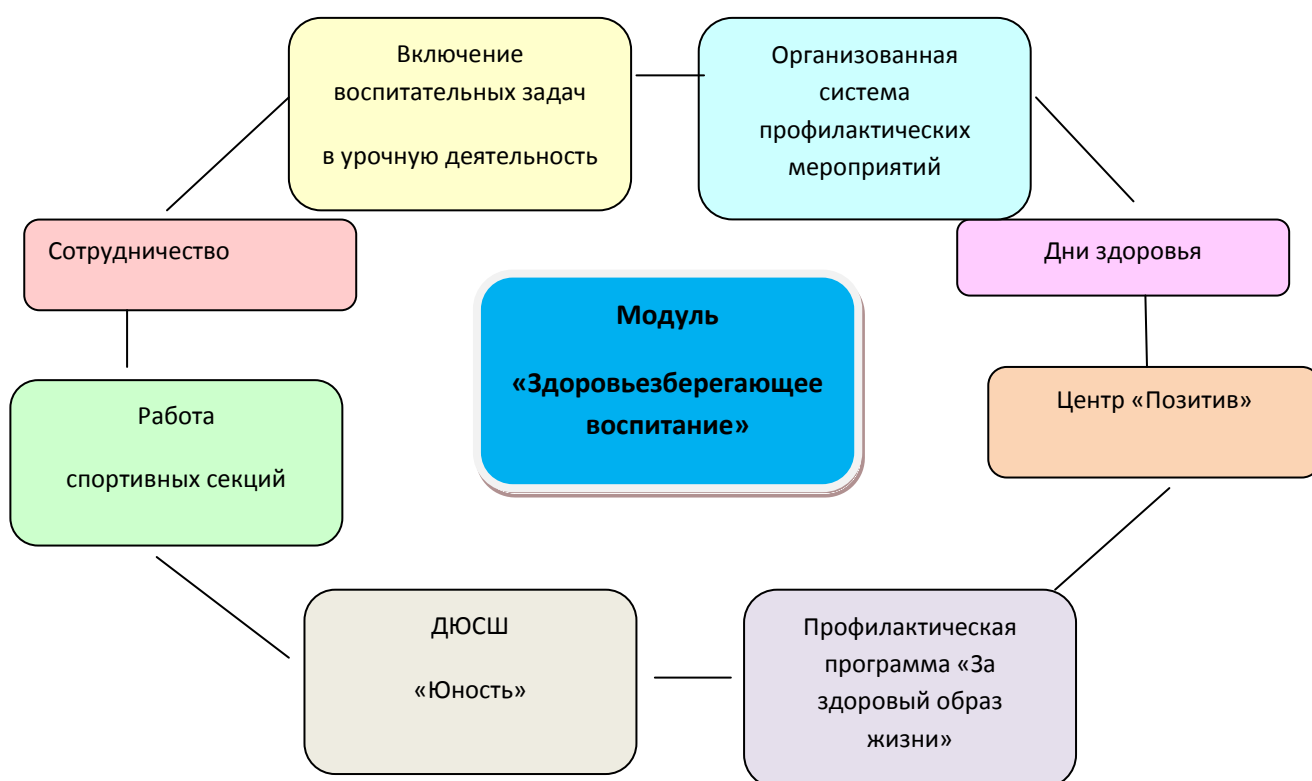 Включение
воспитательных задач
в урочную деятельность
Организованная
система
профилактических
мероприятий
Сотрудничество
Дни здоровья
Модуль
«Здоровьезберегающее
воспитание»
Работа
спортивных секций
Центр «Позитив»
ДЮСШ
«Юность»
Профилактическая
программа «За
здоровый образ
жизни»